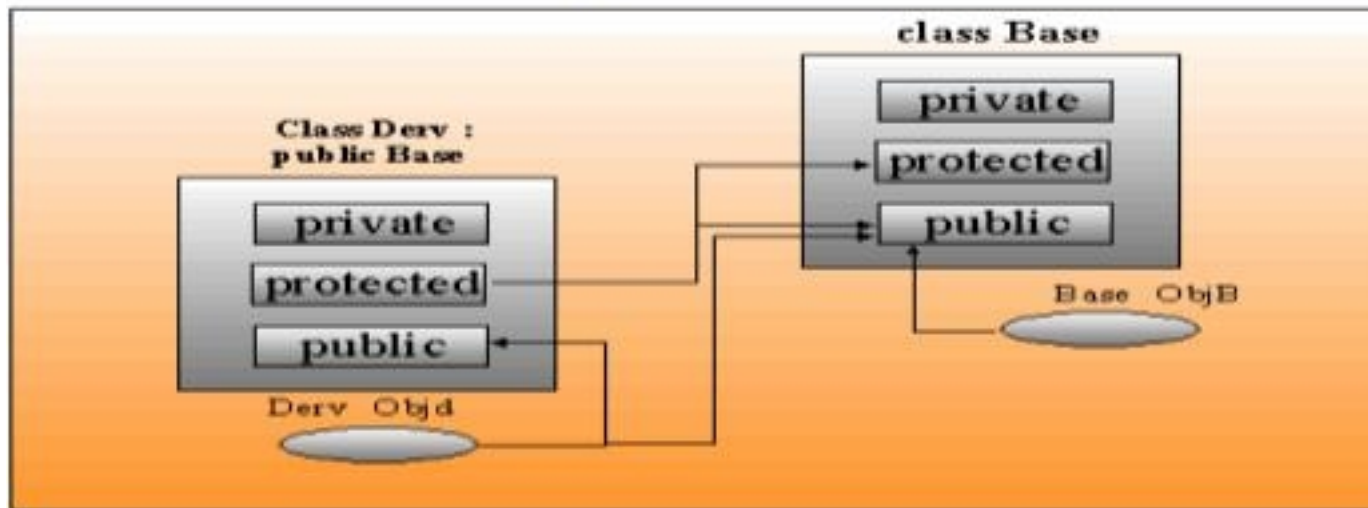 class Base
private
protected
public
Base ObjB
Class Derv :
public Base
private
protected
public
Derv Objd